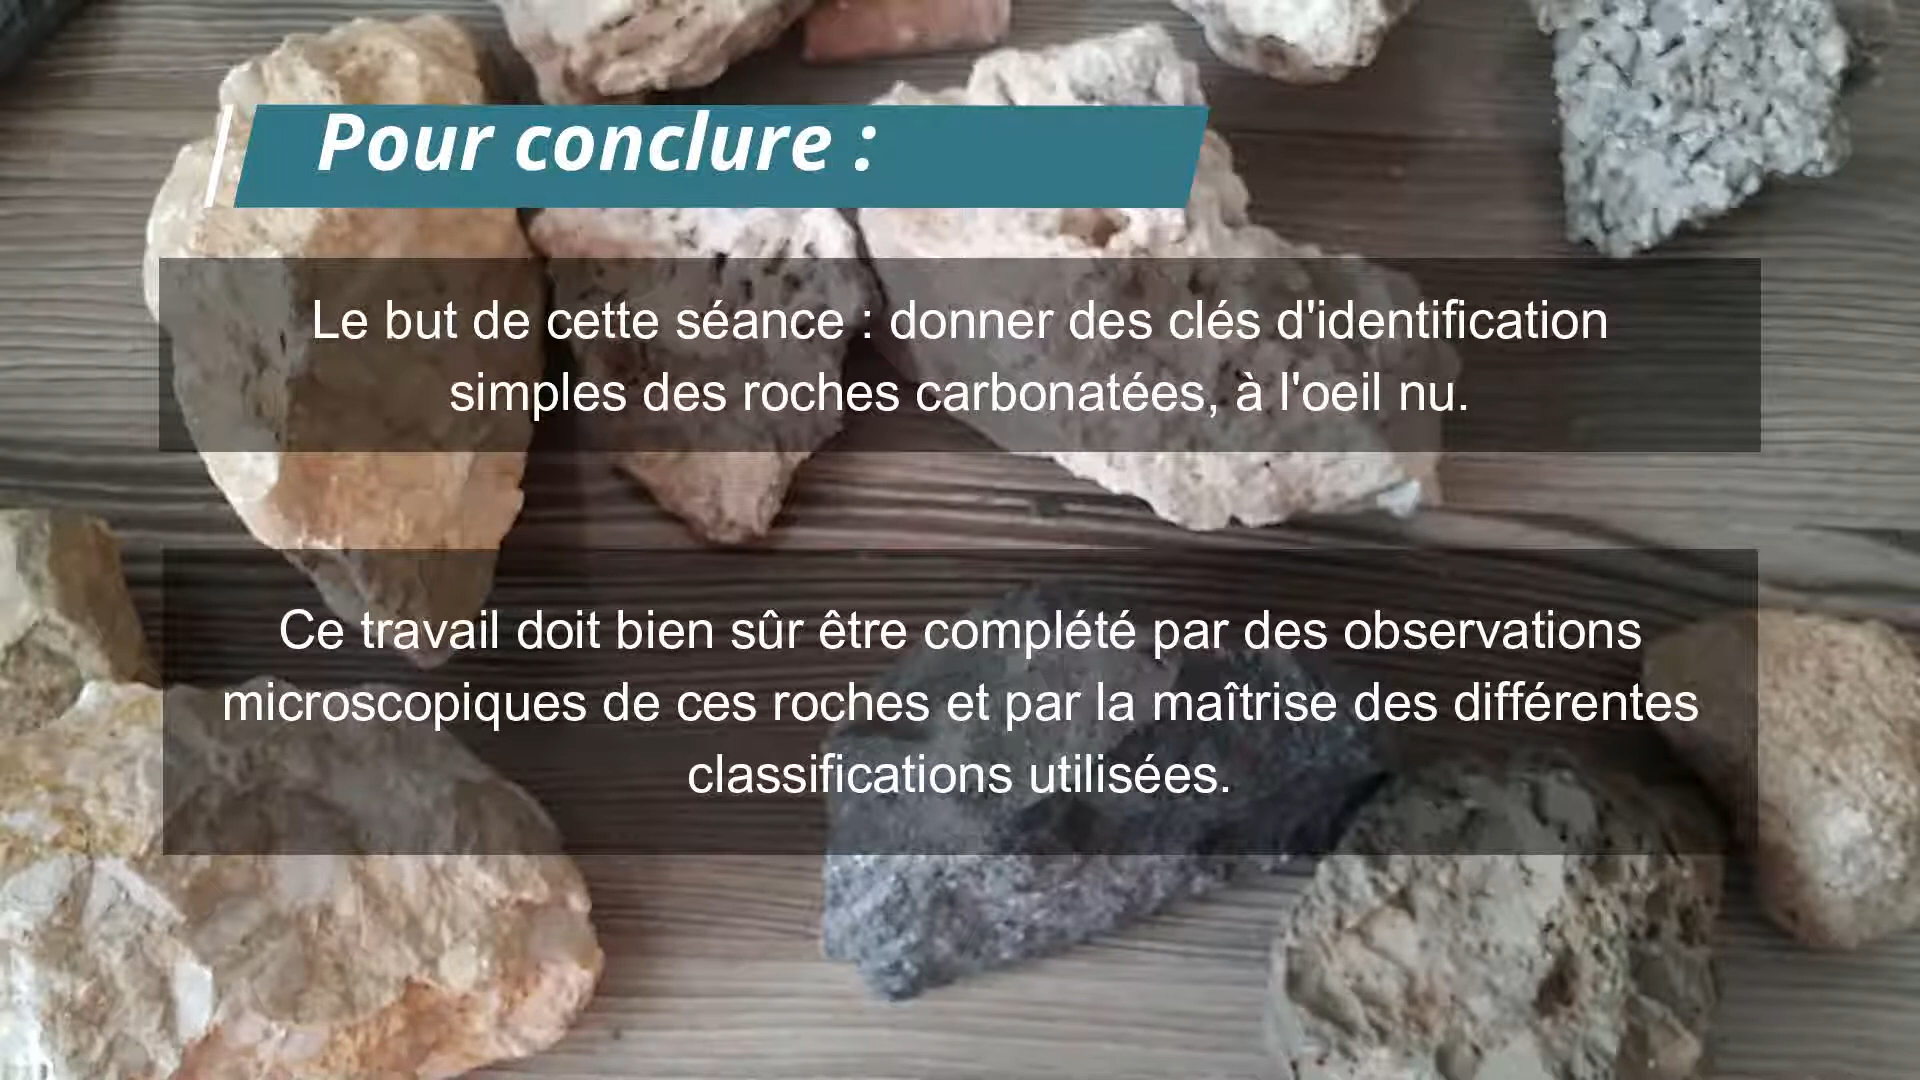 Pour conclure :
Le but de cette séance : donner des clés d'identification
simples des roches carbonatées, à l'oeil nu.
Ce travail doit bien sûr être complété par des observations
microscopiques de ces roches et par la maîtrise des différentes
classifications utilisées.